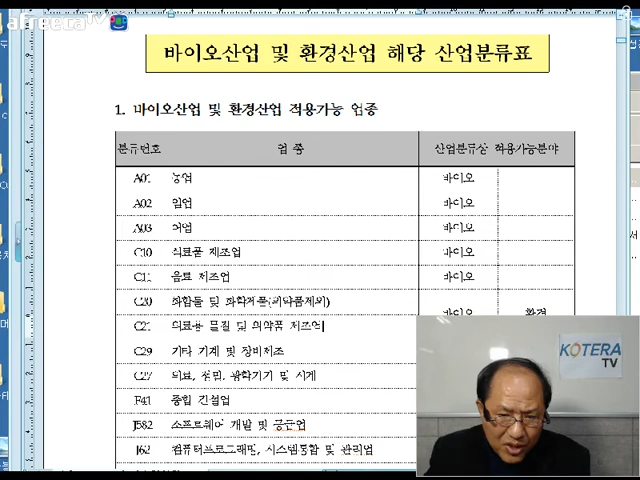 afreecaTV
바이오산업 및 환경산업 해당 산업분류표
1. 바이오산업 및 환경산업 적용가능 업종
분류번호 업 종 산업분류상 적용가능분야
A01 농업 바이오
A02 임업 바이오
A03 어업 바이오
C10 식료품 제조업 바이오
C11 음료 제조업 바이오
C20 화합물 및 화학제품(의약품제외)
바이오 환경
C21 의료용 물질 및 의약품 제조업
C29 기타 기계 및 장비제조
C27 의료, 정밀, 광학기기 및 시계
F41 종합 건설업
J582 소프트웨어 개발 및 공급업
J62 컴퓨터프로그래밍, 시스템통합 및 관리업
KOTERA
TV